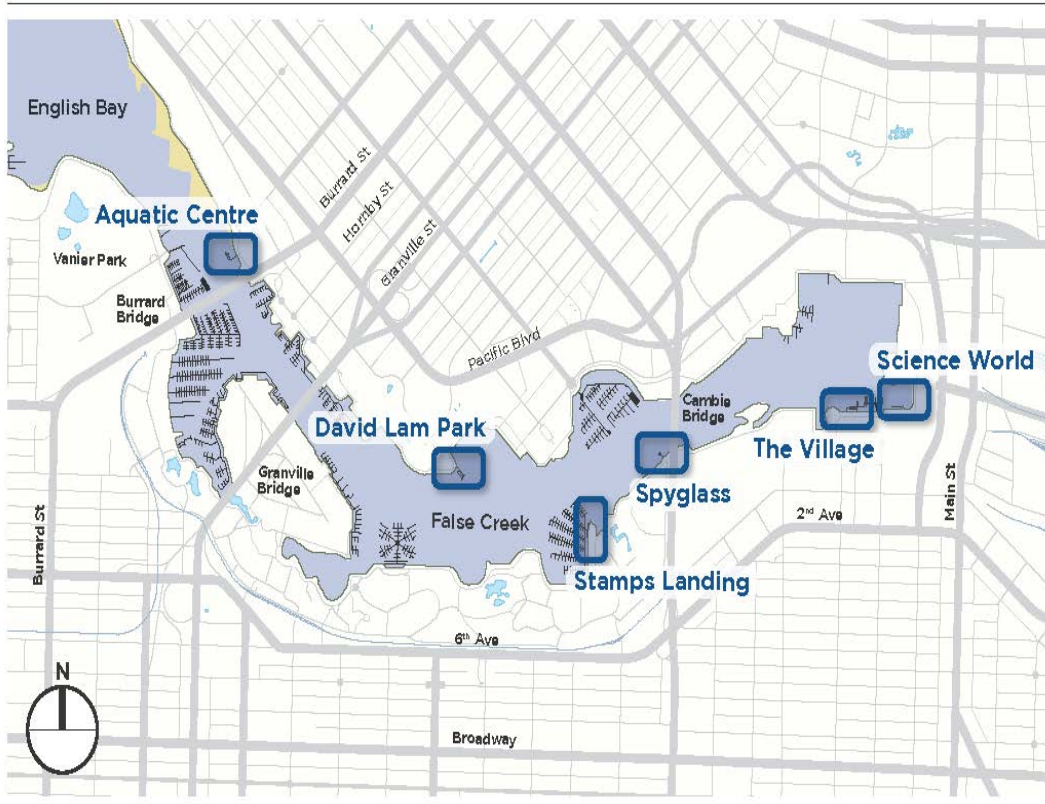 English Bay
Aquatic Centre
Vanier Park
Burrard
Bridge
Burrard St
Hornby St
Granville St
Pacific Blvd
Science World
Cambie
Bridge
David Lam Park
The Village
Granville
Bridge
Spyglass
Main St
False Creek
2nd Ave
Burrard St
Stamps Landing
6th Ave
N
Broadway